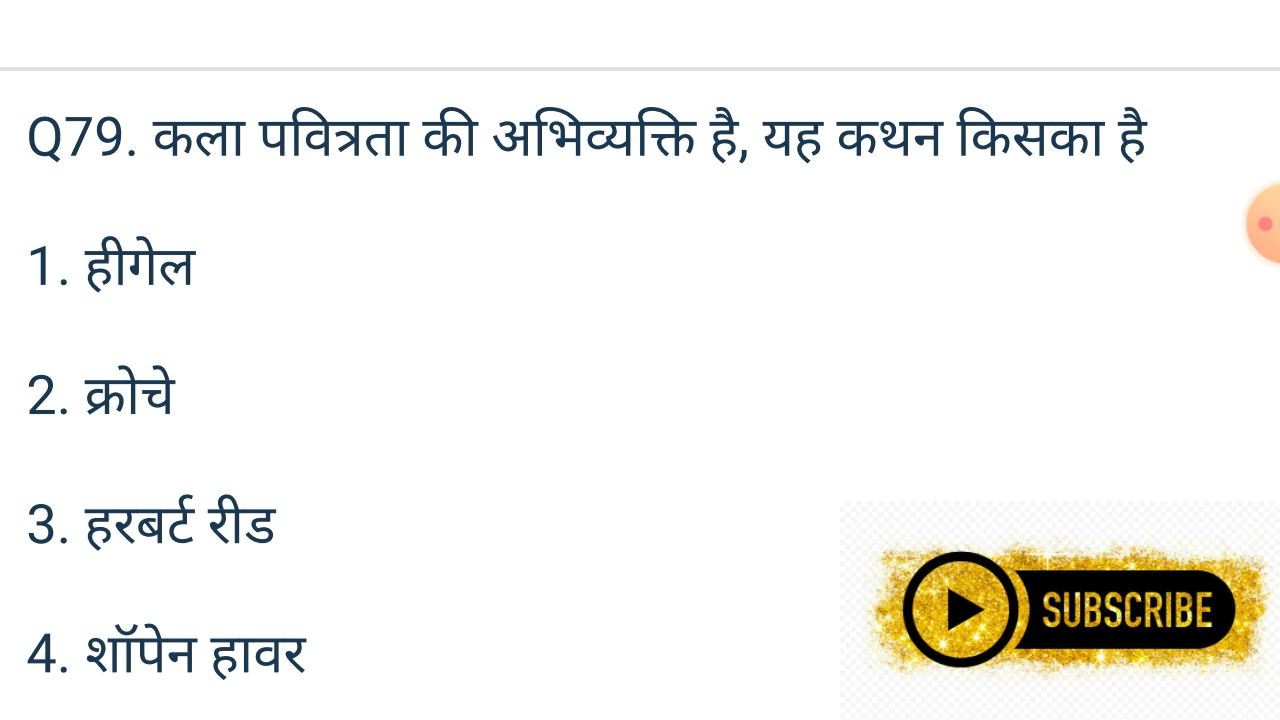 Q79. कला पवित्रता की अभिव्यक्ति है, यह कथन किसका है
1. हीगेल
2. क्रोचे
3. हरबर्ट रीड
4. शॉपेन हावर
SUBSCRIBE